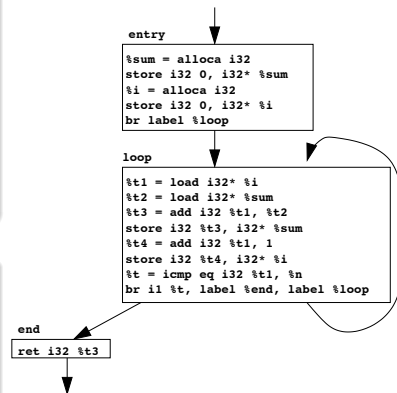 entry
%sum = alloca i32
store i32 0, i32* %sum
%i = alloca i32
store i32 0, i32* %i
br label %loop
loop
%t1 = load i32* %i
%t2 = load i32* %sum
%t3 = add i32 %t1, %t2
store i32 %t3, i32* %sum
%t4 = add i32 %t1, 1
store i32 %t4, i32* %i
%t = icmp eq i32 %t1, %n
br i1 %t, label %end, label %loop
end
ret i32 %t3